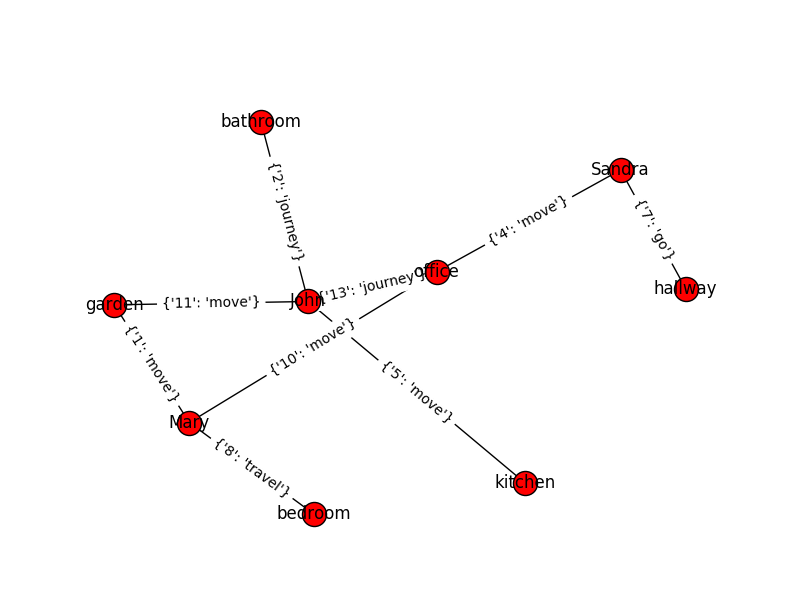 bathroom
Sandra
{'2': 'journey'}
{'4': 'move'}
{'7': 'go'}
office
{'13': 'journey'}
hallway
garden
{'11': 'move'}
John
{'10': 'move'}
{'1': 'move'}
{'5': 'move'}
Mary
{'8': 'travel'}
kitchen
bedroom